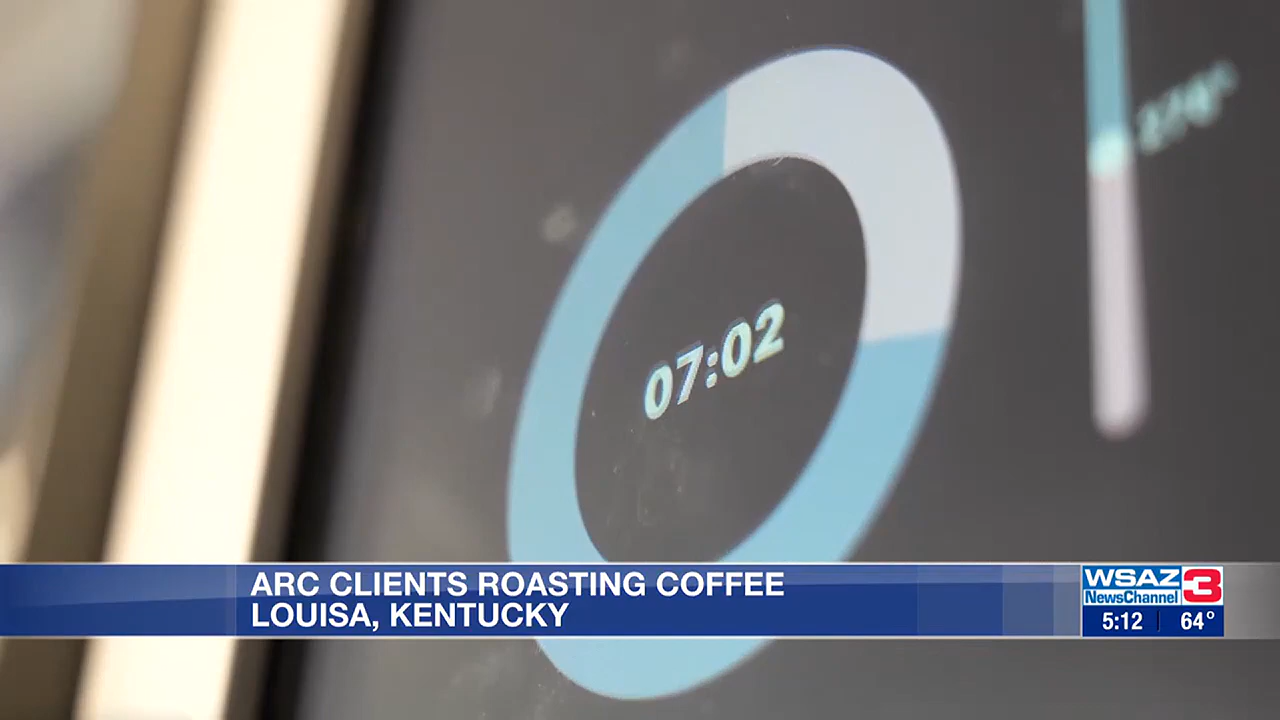 07:02
ARC CLIENTS ROASTING COFFEE
LOUISA, KENTUCKY
WSAZ 3
NewsChannel
5:12 64°